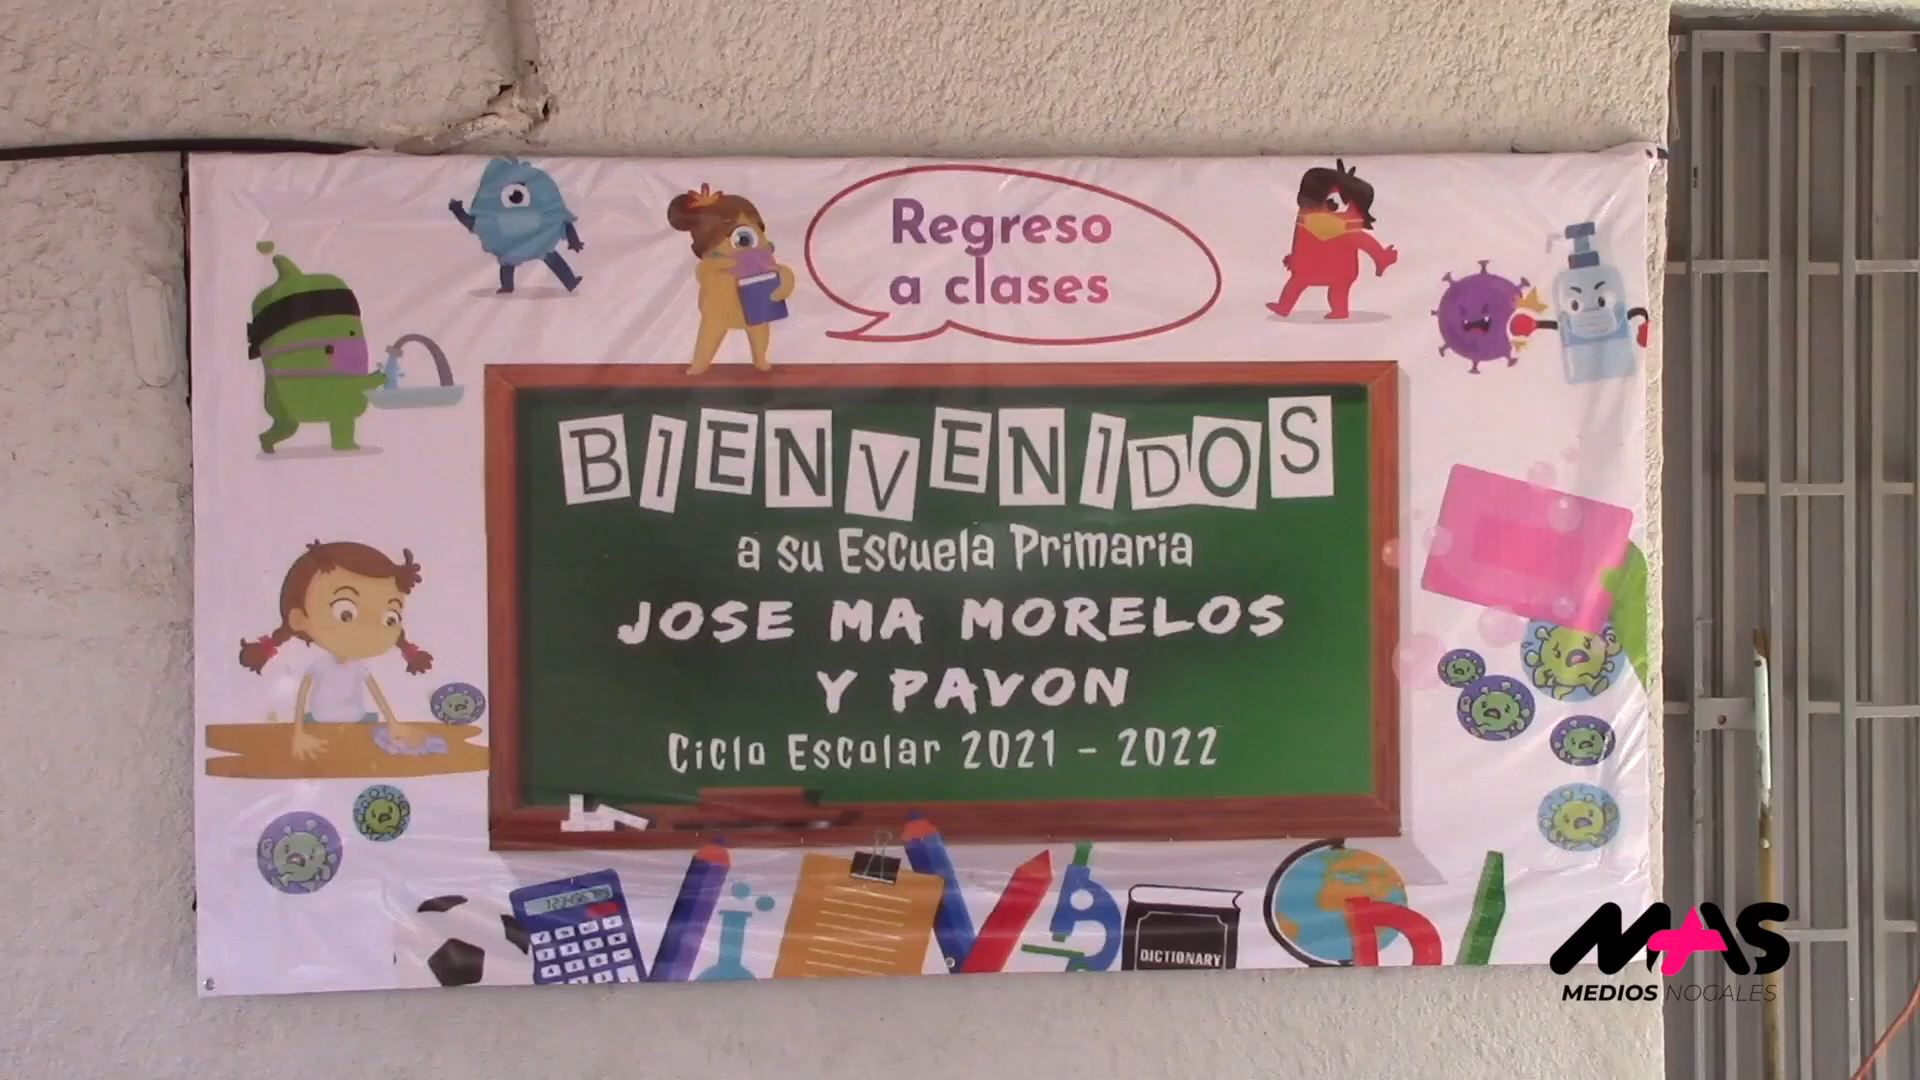 Regreso
a clases
BIENVENIDOS
a su Escuela Primaria
JOSE MA MORELOS
Y PAVON
Ciclo Escolar 2021 - 2022
DICTIONARY
MAS
MEDIOS NOGALES